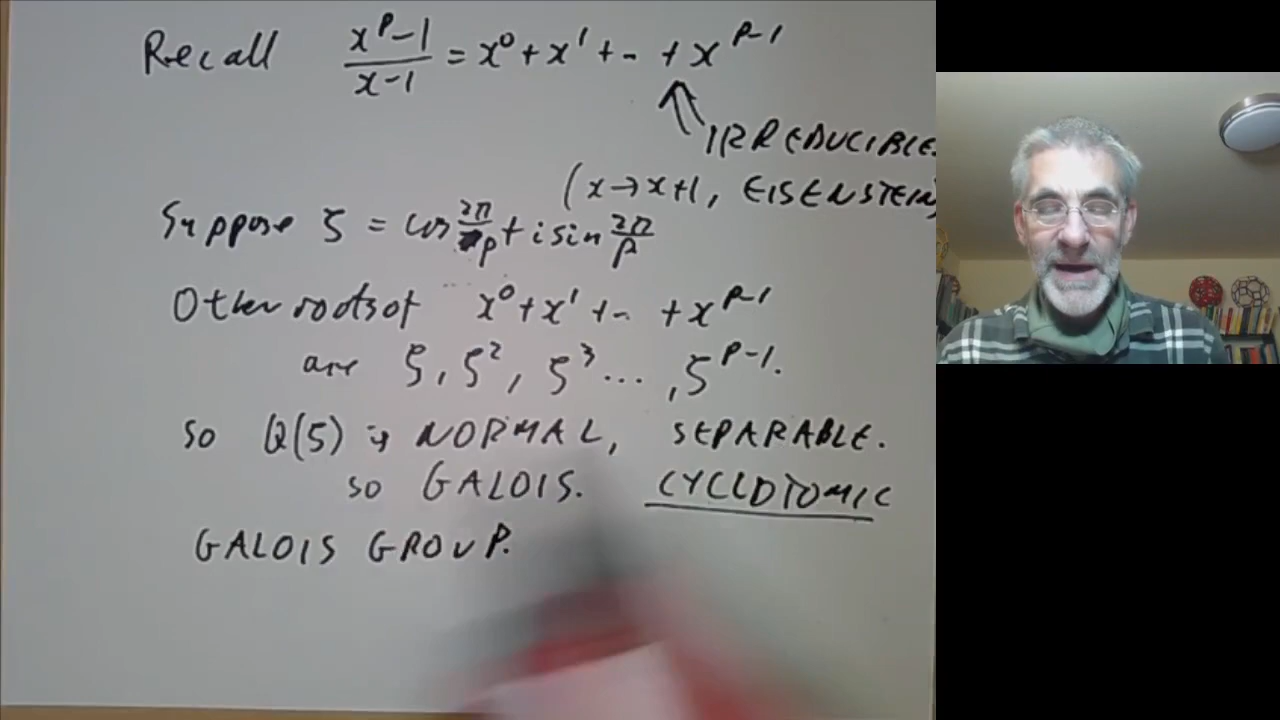 Recall (x^p-1)/(x-1) = x^0 + x^1 + .. + x^{p-1}
IRREDUCIBLE.
(x→x+1, EISENSTEIN)
Suppose ζ = cos 2π/p + i sin 2π/p
Other roots of x^0 + x^1 + .. + x^{p-1}
are ζ, ζ^2, ζ^3 ..., ζ^{p-1}.
so Q(ζ) is NORMAL, SEPARABLE.
so GALOIS. CYCLOTOMIC
GALOIS GROUP.